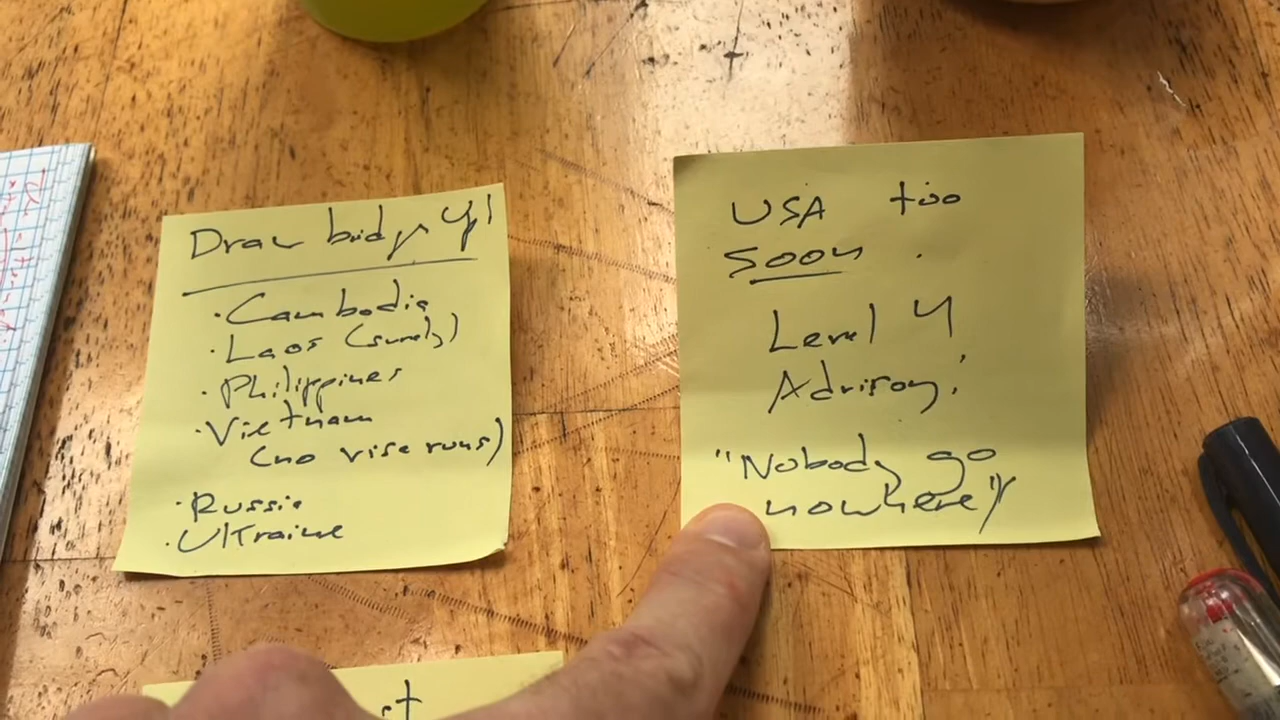 Draw bridge up!
· Cambodia
· Laos (surely)
· Philippines
· Vietnam
(no visa runs)
· Russia
· Ukraine
USA too
soon .
Level 4
Advisory!
"Nobody go
nowhere"